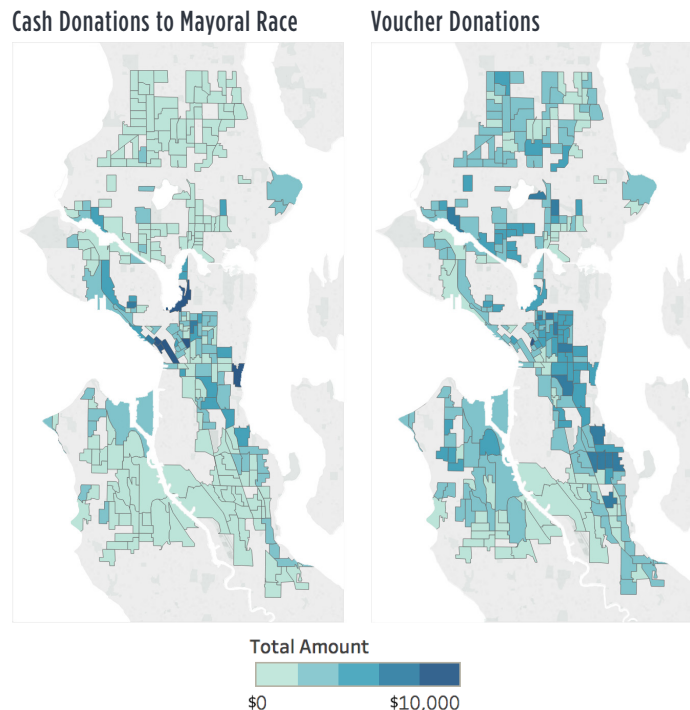 Cash Donations to Mayoral Race
Voucher Donations
Total Amount
$0
$10,000